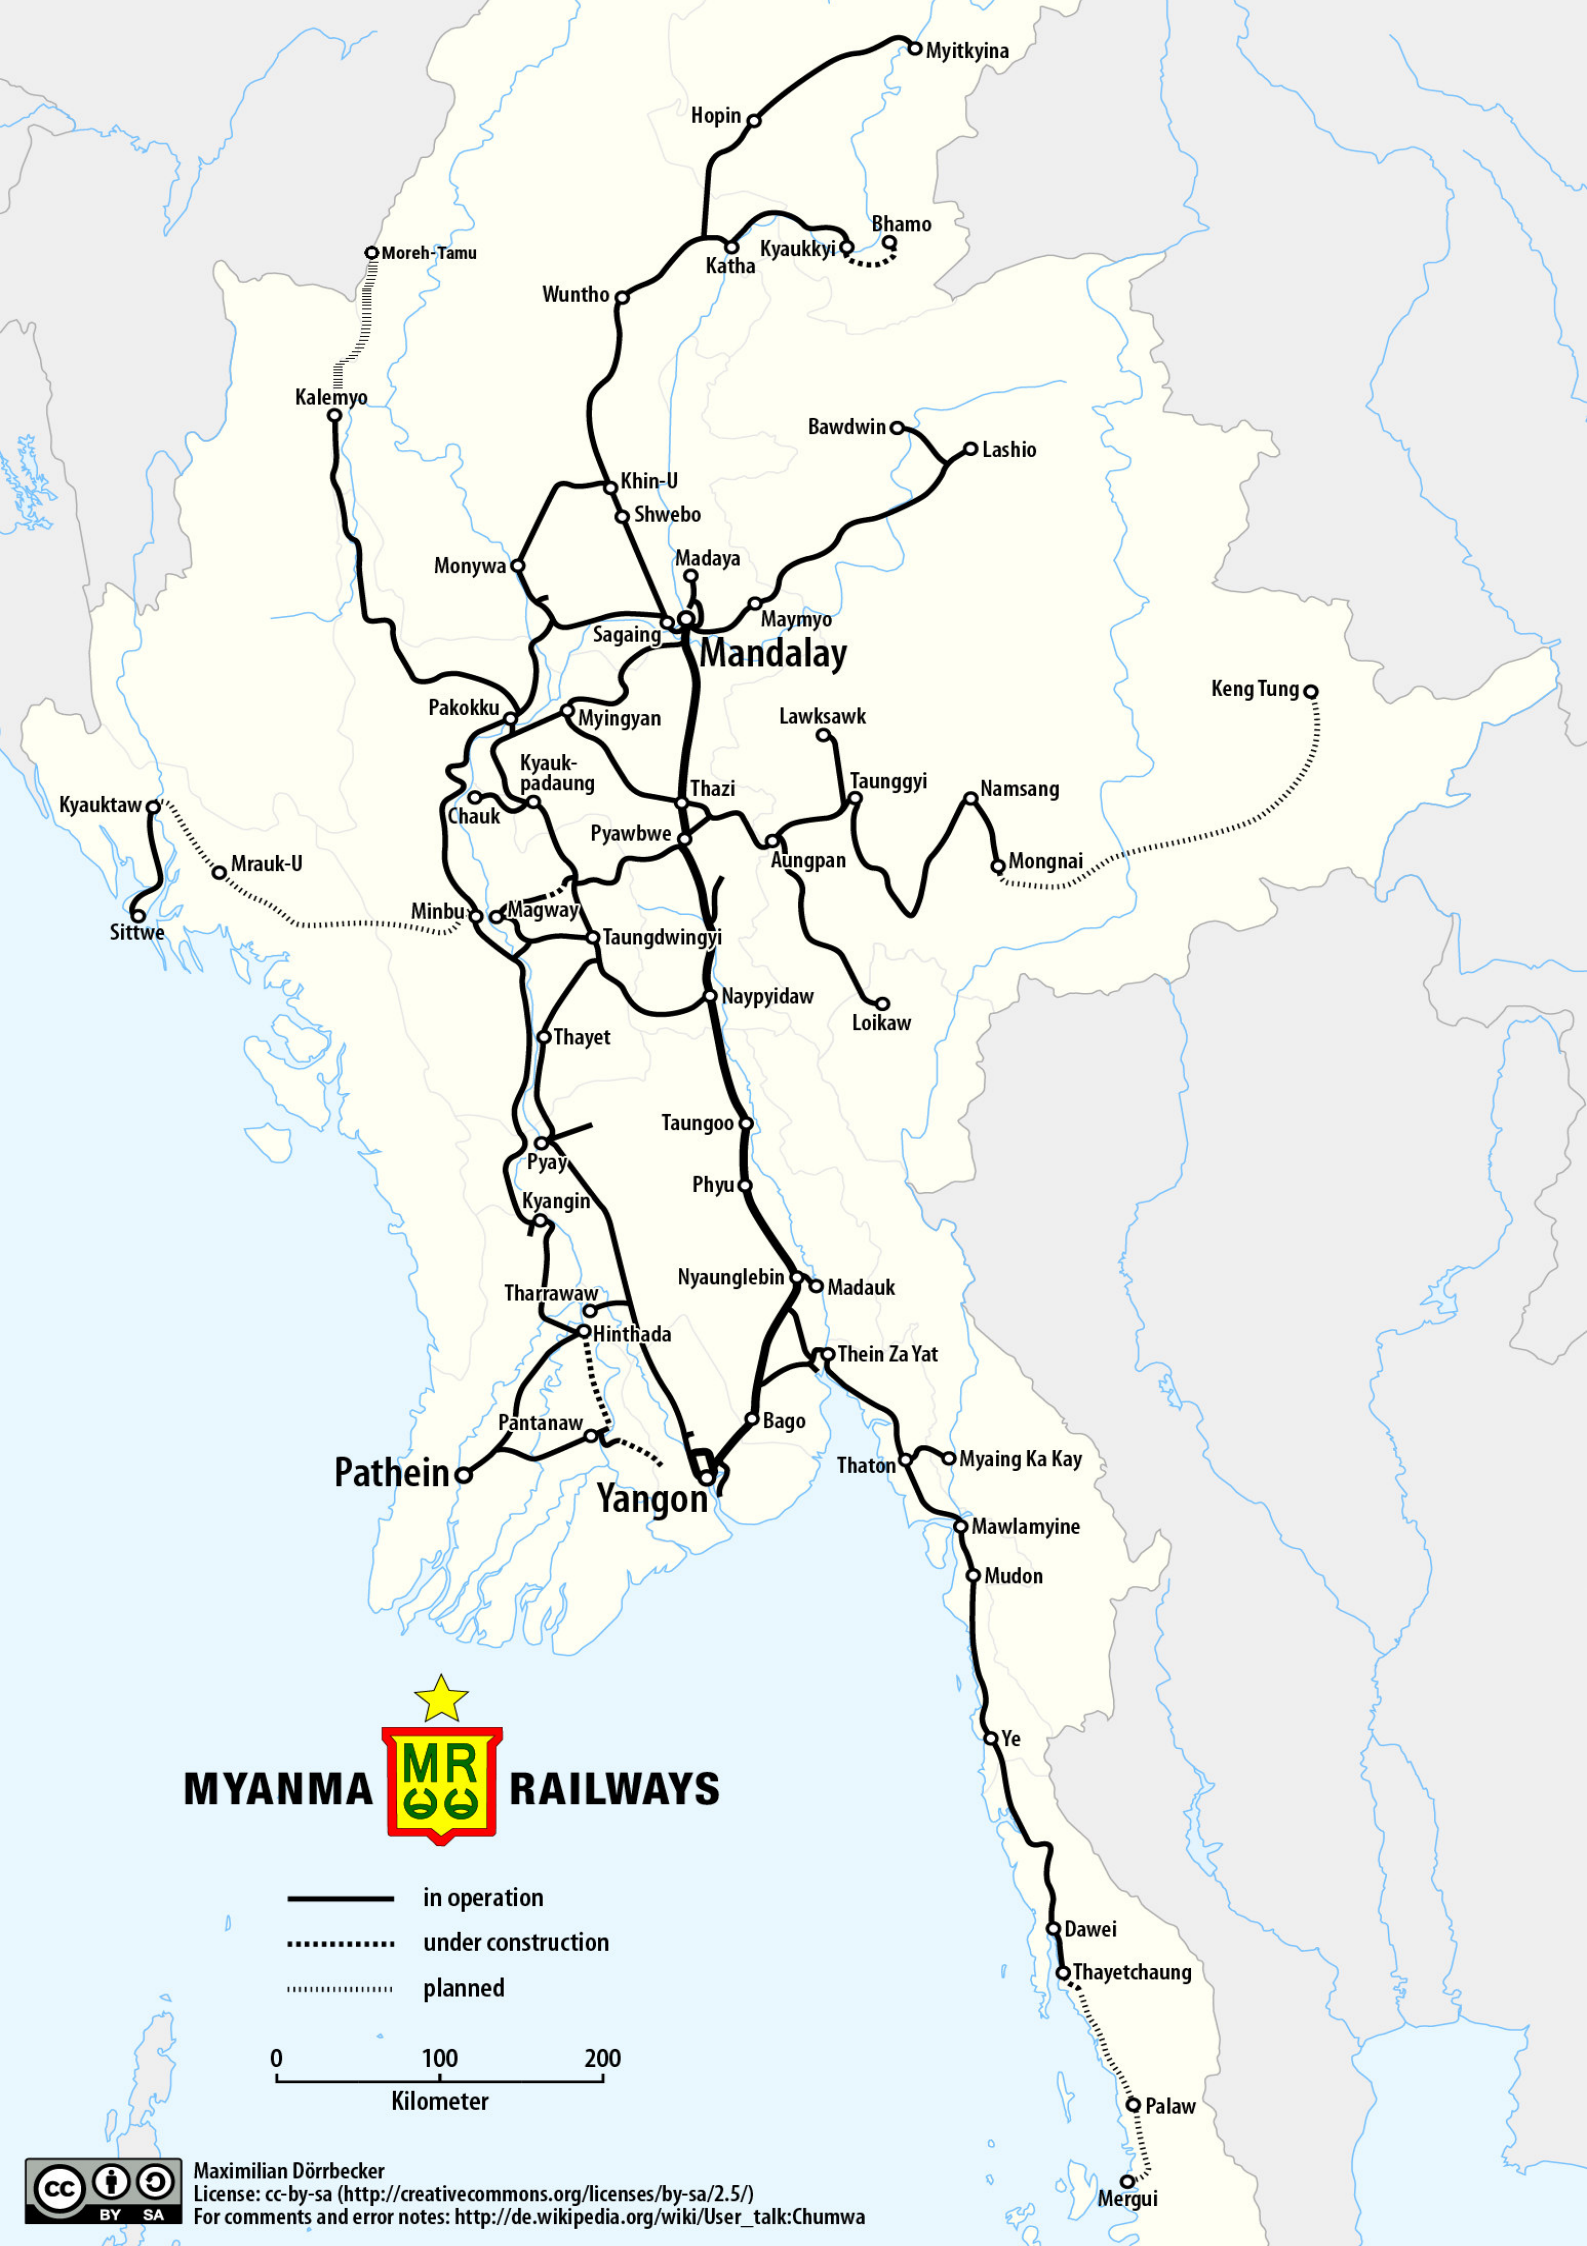 Myitkyina
Hopin
Bhamo
Kyaukkyi
Katha
Moreh-Tamu
Wuntho
Kalemyo
Bawdwin
Lashio
Khin-U
Shwebo
Madaya
Monywa
Maymyo
Sagaing
Mandalay
Keng Tung
Pakokku
Myingyan
Lawksawk
Kyauk-
padaung
Thazi
Taunggyi
Namsang
Kyauktaw
Chauk
Pyawbwe
Aungpan
Mongnai
Mrauk-U
Minbu
Magway
Sittwe
Taungdwingyi
Naypyidaw
Loikaw
Thayet
Taungoo
Pyay
Phyu
Kyangin
Nyaunglebin
Madauk
Tharrawaw
Hinthada
Thein Za Yat
Pantanaw
Bago
Pathein
Thaton
Myaing Ka Kay
Yangon
Mawlamyine
Mudon
Ye
MYANMA
MR
RAILWAYS
in operation
under construction
planned
Dawei
Thayetchaung
0 100 200
Kilometer
Palaw
Mergui
cc BY SA
Maximilian Dörrbecker
License: cc-by-sa (http://creativecommons.org/licenses/by-sa/2.5/)
For comments and error notes: http://de.wikipedia.org/wiki/User_talk:Chumwa